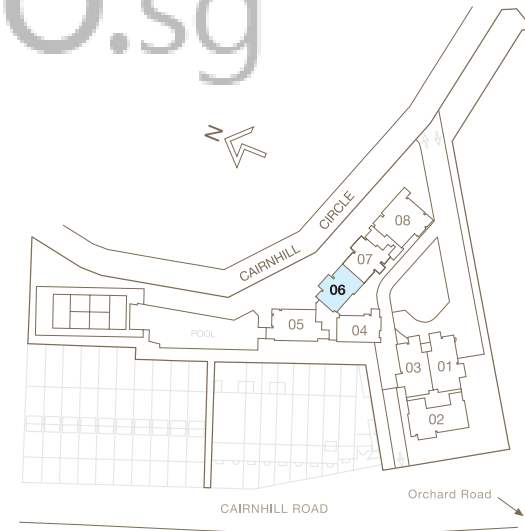 O.sg
N
CAIRNHILL CIRCLE
08
07
06
05
04
POOL
03
01
02
Orchard Road
CAIRNHILL ROAD